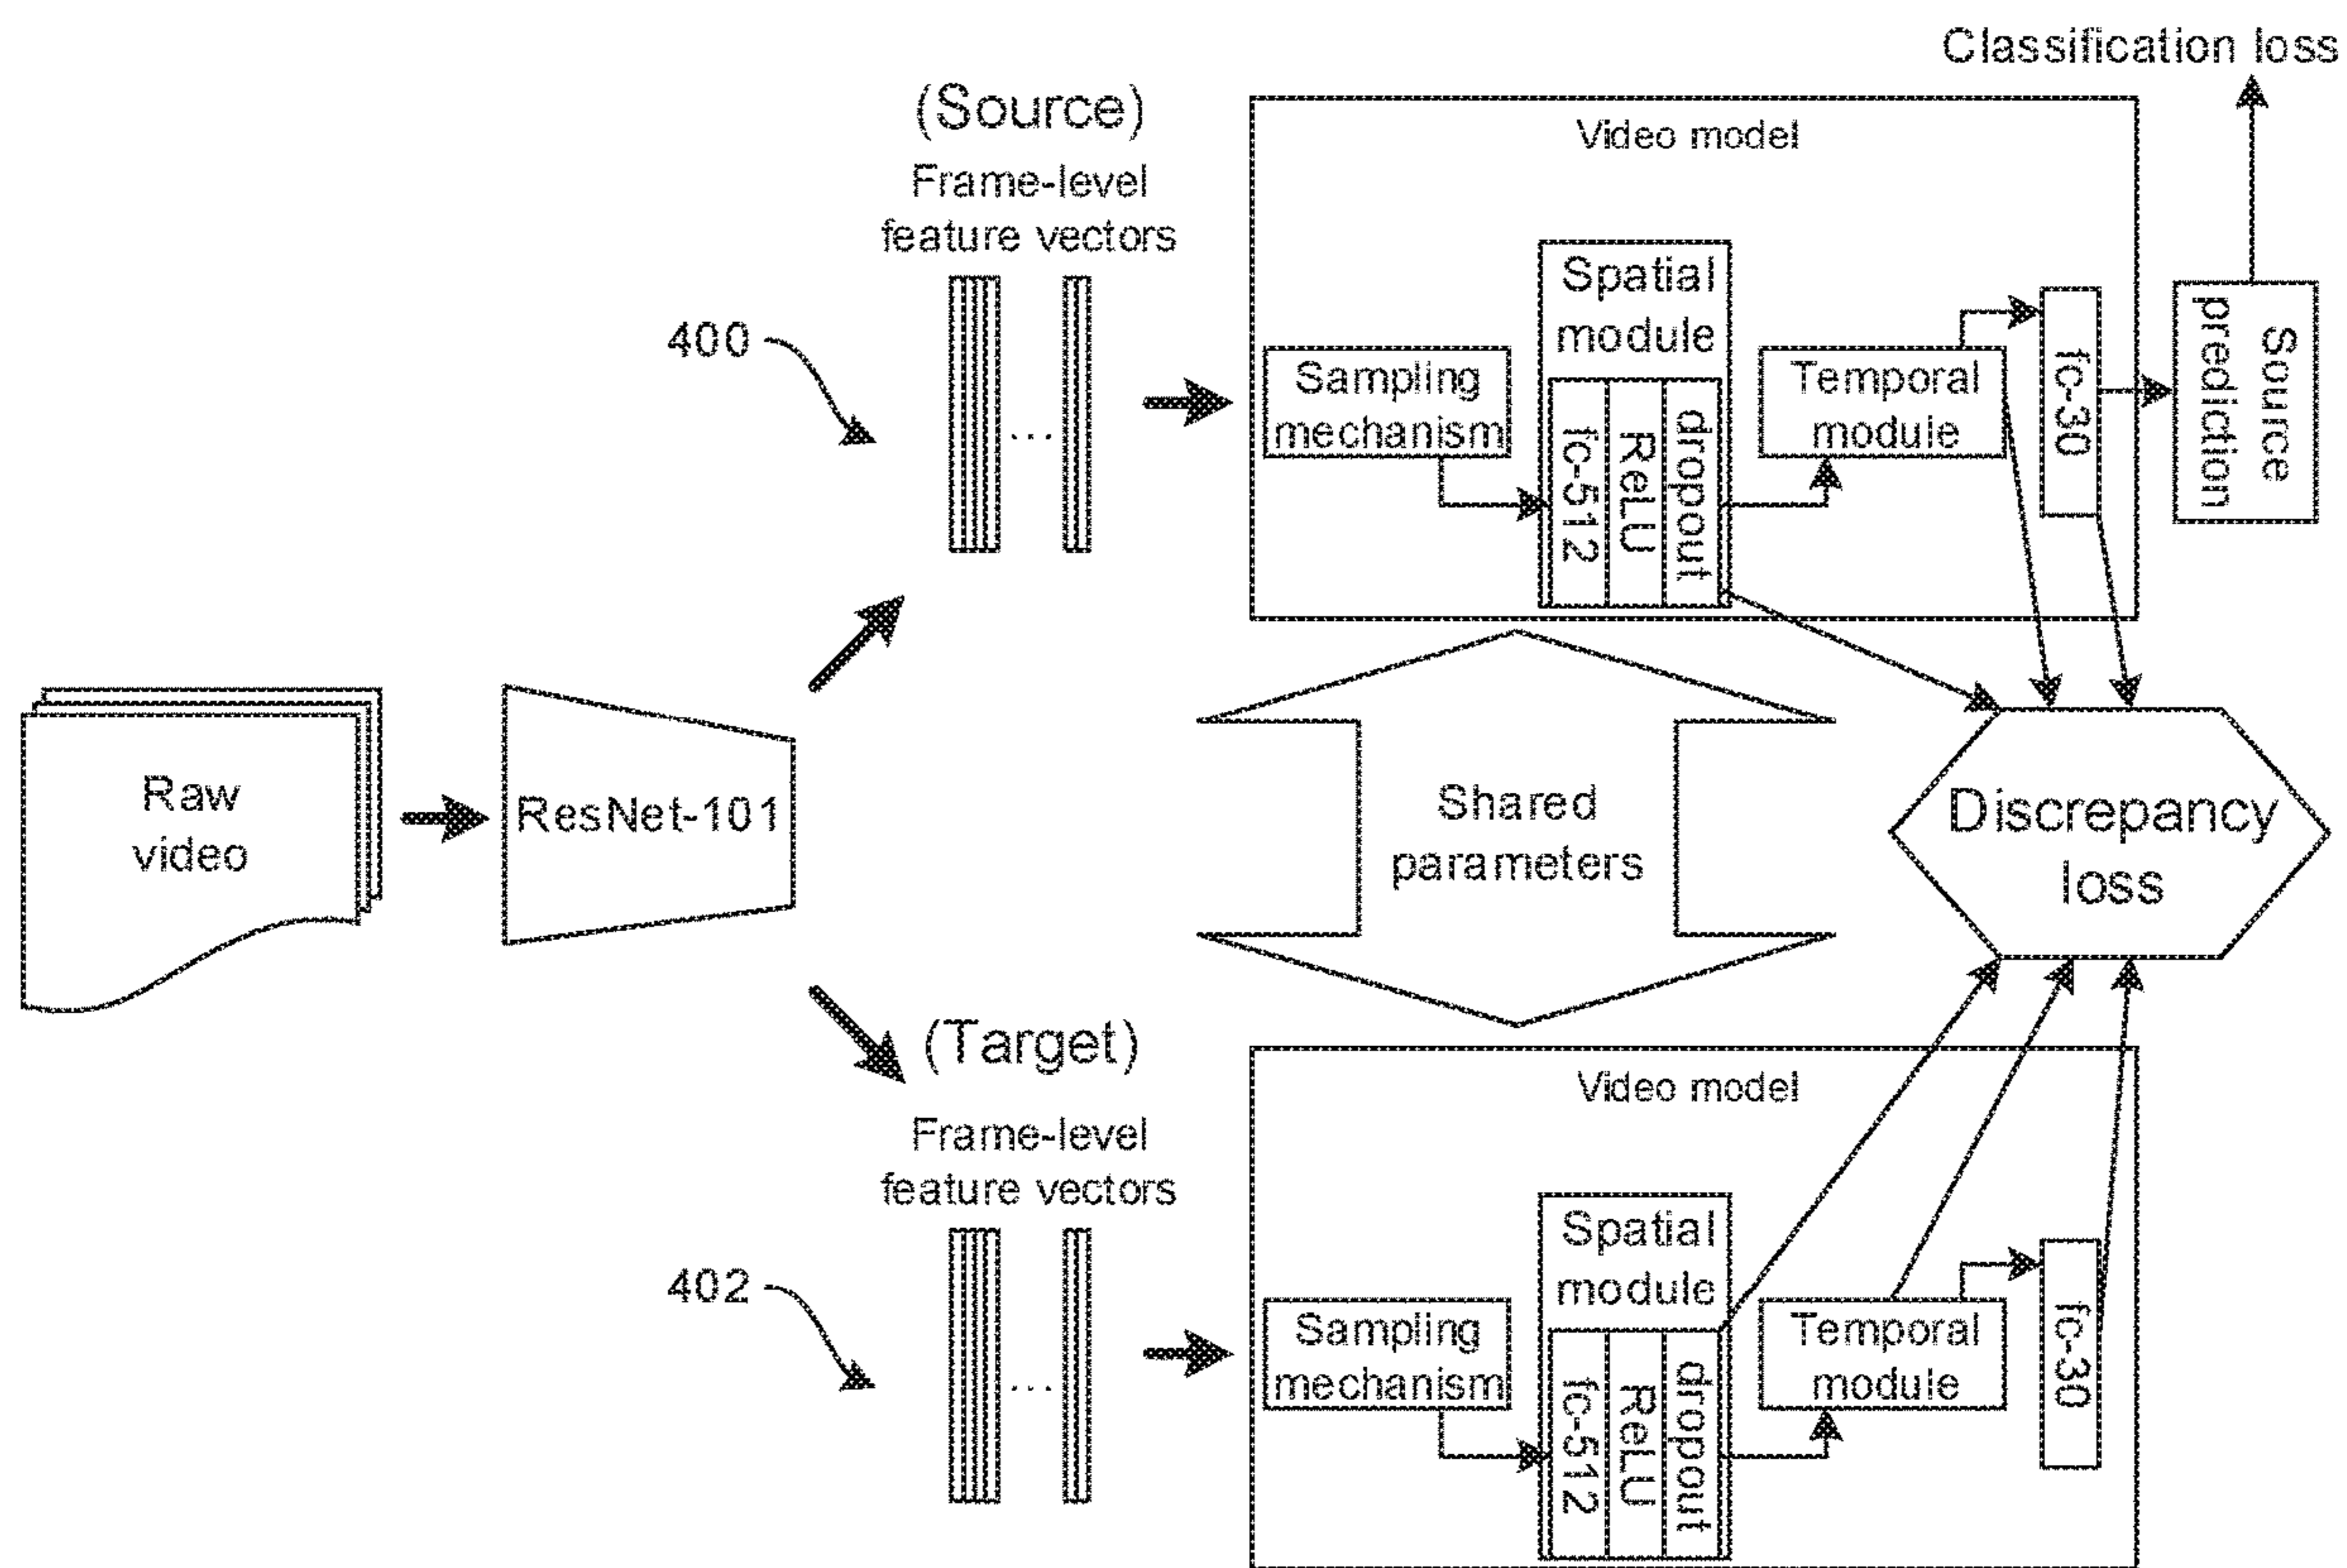 Classification loss
(Source)
Frame-level
feature vectors
400
...
Video model
Sampling
mechanism
Spatial
module
fc-512
ReLU
dropout
Temporal
module
fc-30
Source
prediction
Raw
video
ResNet-101
Shared
parameters
Discrepancy
loss
(Target)
Frame-level
feature vectors
402
...
Video model
Sampling
mechanism
Spatial
module
fc-512
ReLU
dropout
Temporal
module
fc-30